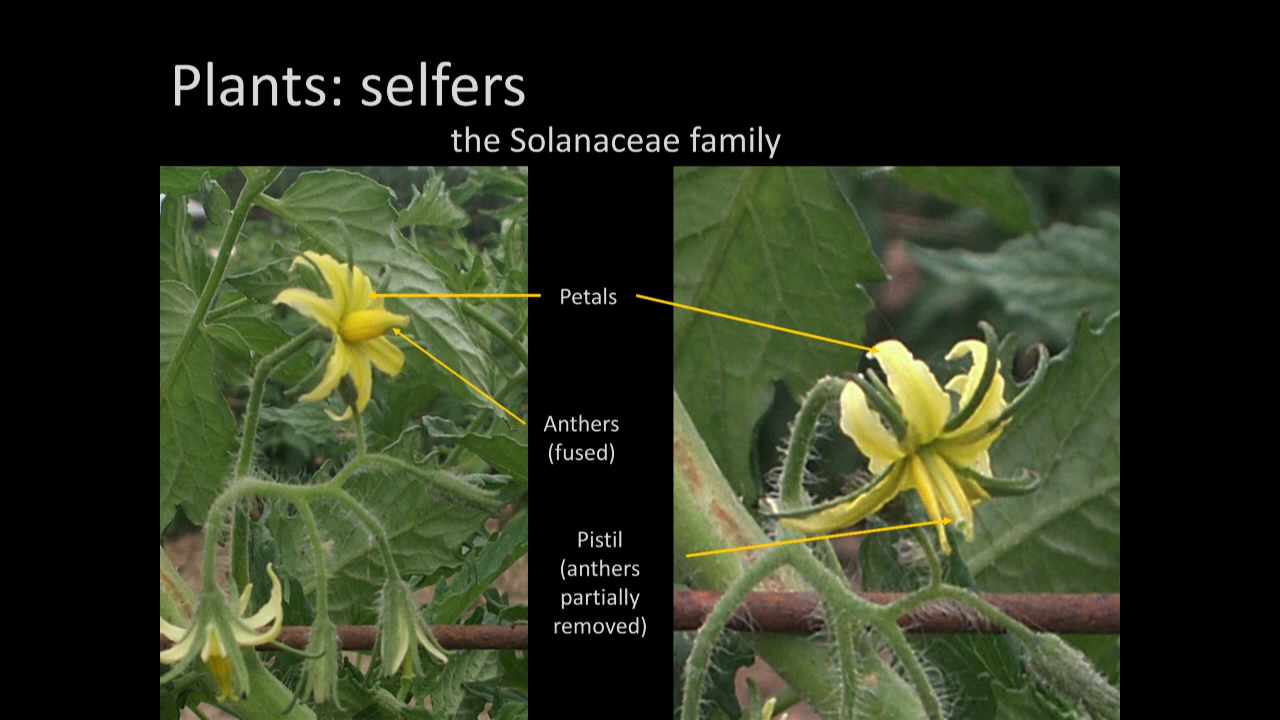 Plants: selfers
the Solanaceae family
Petals
Anthers
(fused)
Pistil
(anthers
partially
removed)